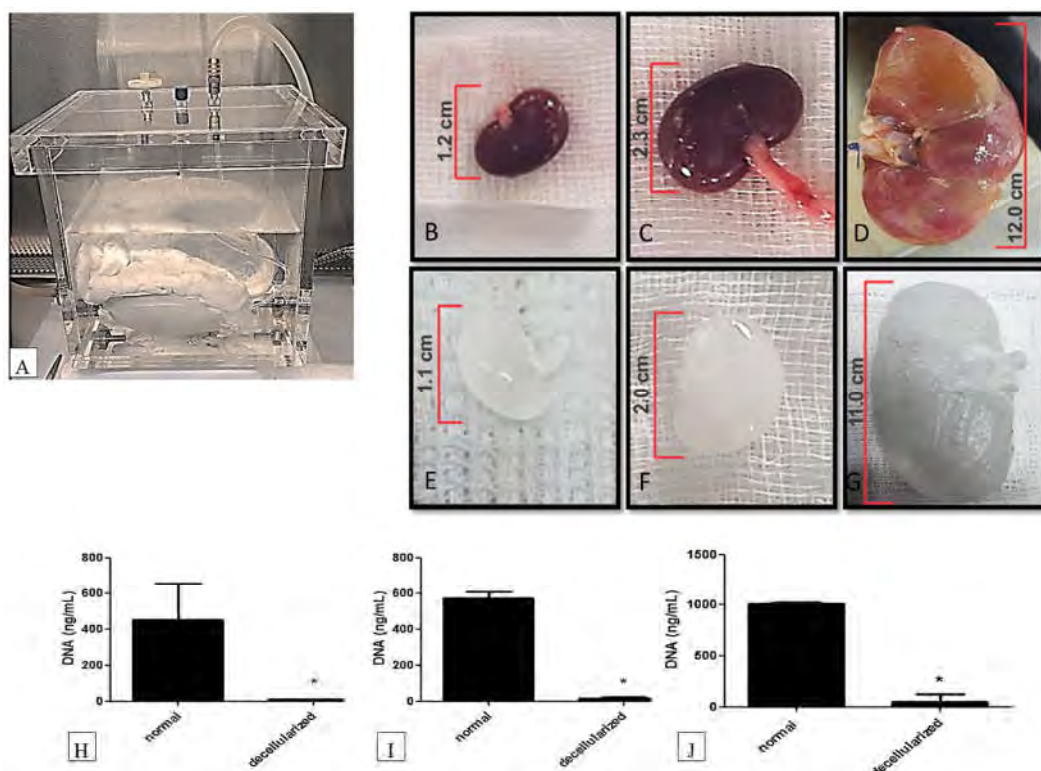 A
1.2 cm
B
2.3 cm
C
12.0 cm
D
1.1 cm
E
2.0 cm
F
11.0 cm
G
DNA (ng/mL)
800
600
400
200
0
*
normal
decellularized
H
DNA (ng/mL)
800
600
400
200
0
*
normal
decellularized
I
DNA (ng/mL)
1500
1000
500
0
*
normal
decellularized
J